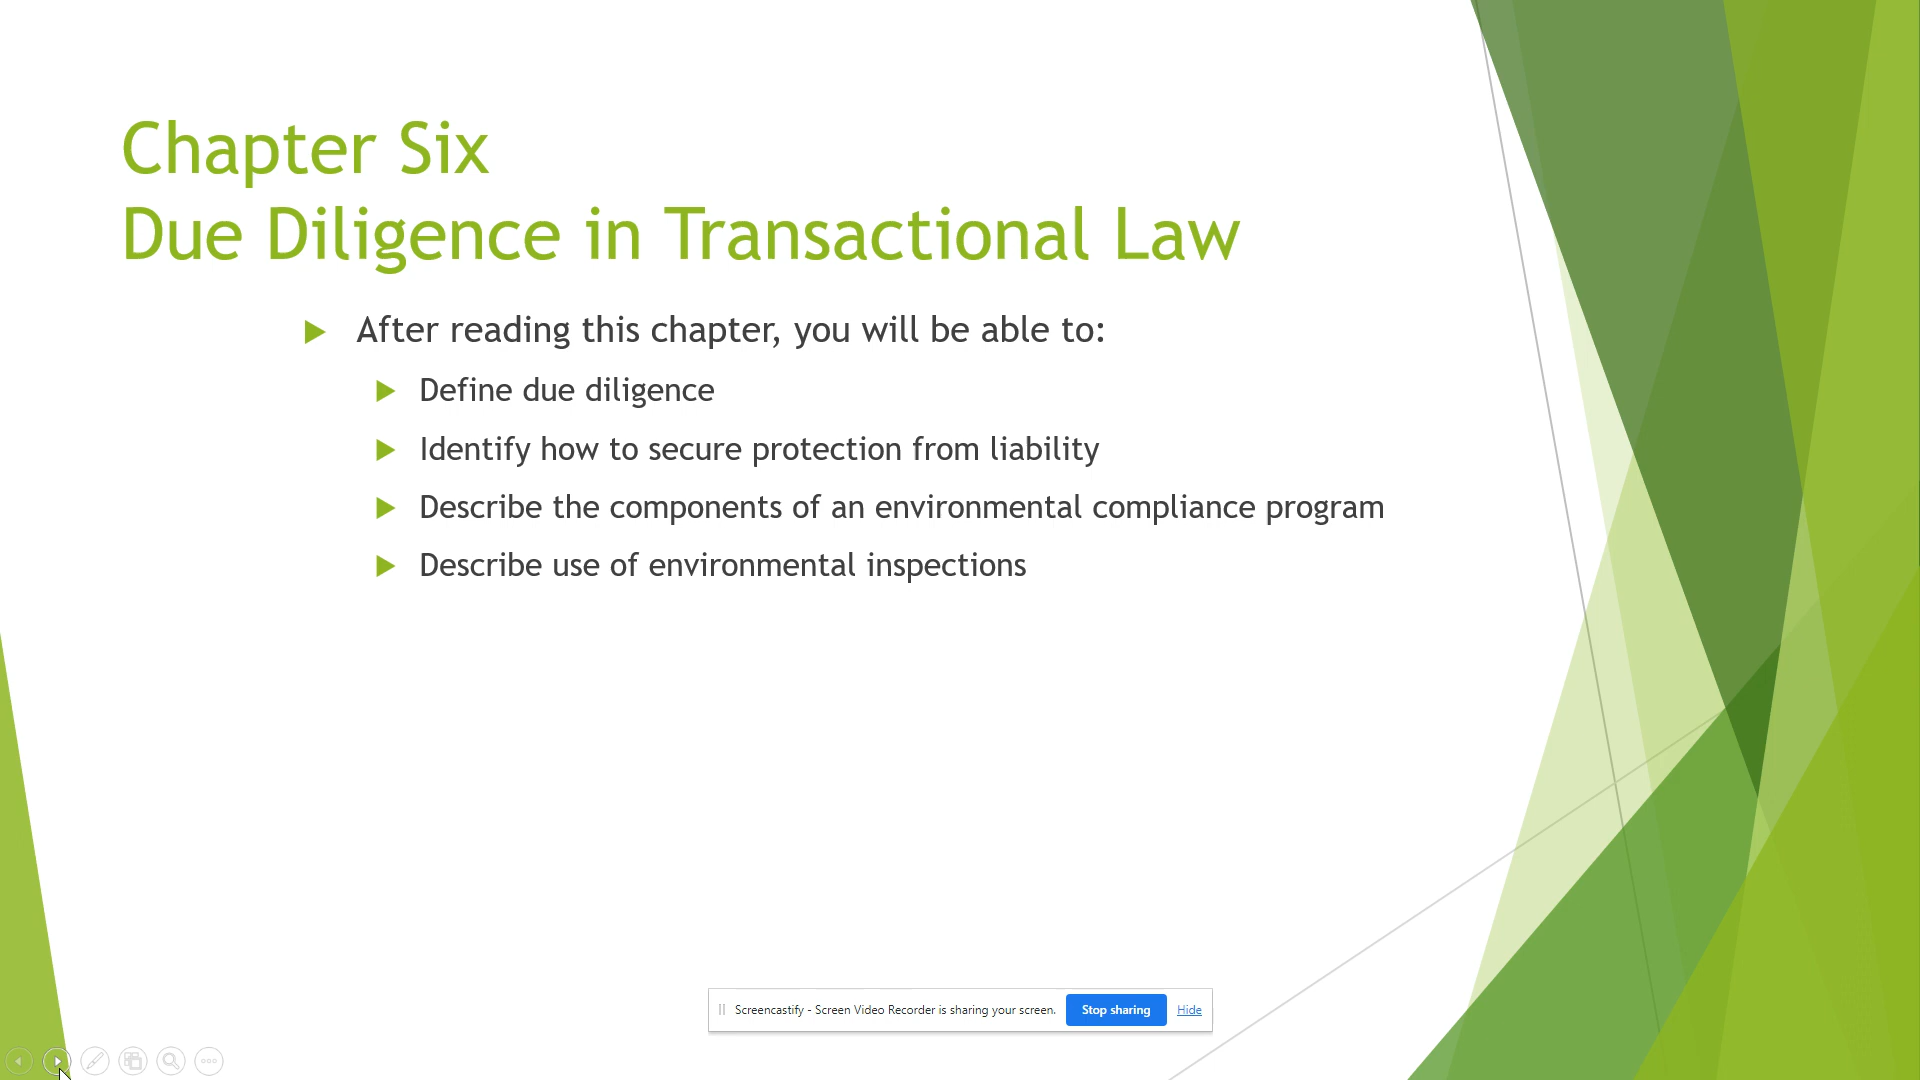 Chapter Six
Due Diligence in Transactional Law
After reading this chapter, you will be able to:
Define due diligence
Identify how to secure protection from liability
Describe the components of an environmental compliance program
Describe use of environmental inspections
Screencastify - Screen Video Recorder is sharing your screen. Stop sharing Hide